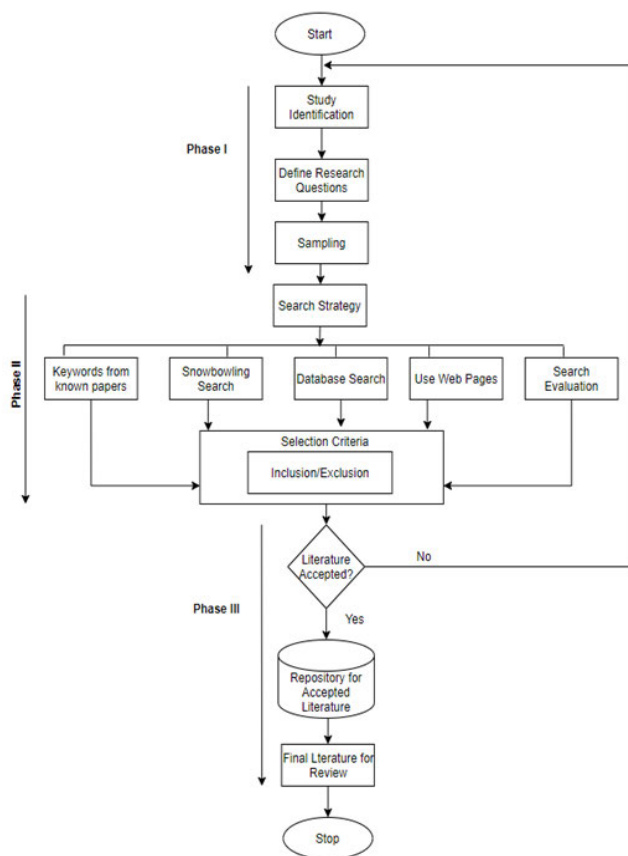 Start
Study
Identification
Phase I
Define Research
Questions
Sampling
Search Strategy
Phase II
Keywords from
known papers
Snowbowling
Search
Database Search
Use Web Pages
Search
Evaluation
Selection Criteria
Inclusion/Exclusion
Literature
Accepted?
No
Yes
Phase III
Repository for
Accepted
Literature
Final Lterature for
Review
Stop